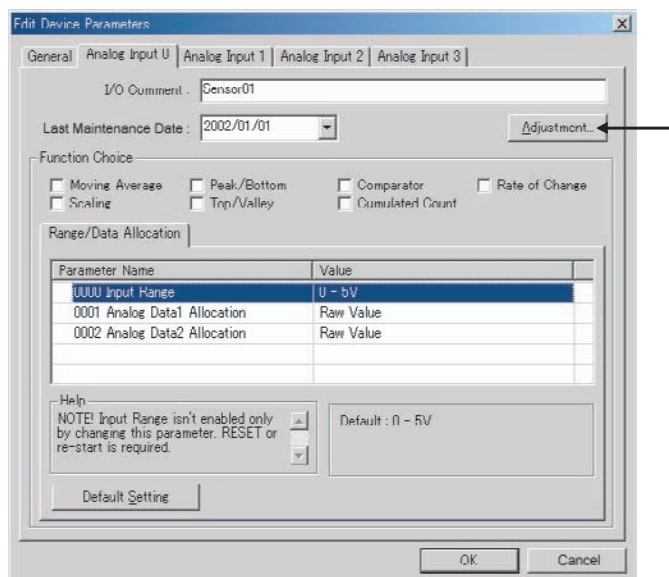 Edit Device Parameters
General Analog Input 0 Analog Input 1 Analog Input 2 Analog Input 3
I/O Comment : Sensor01
Last Maintenance Date : 2002/01/01 Adjustment...
Function Choice
Moving Average Peak/Bottom Comparator Rate of Change
Scaling Top/Valley Cumulated Count
Range/Data Allocation
Parameter Name Value
0000 Input Range 0 - 5V
0001 Analog Data1 Allocation Raw Value
0002 Analog Data2 Allocation Raw Value
Help
NOTE! Input Range isn't enabled only
by changing this parameter. RESET or
re-start is required.
Default : 0 - 5V
Default Setting
OK Cancel